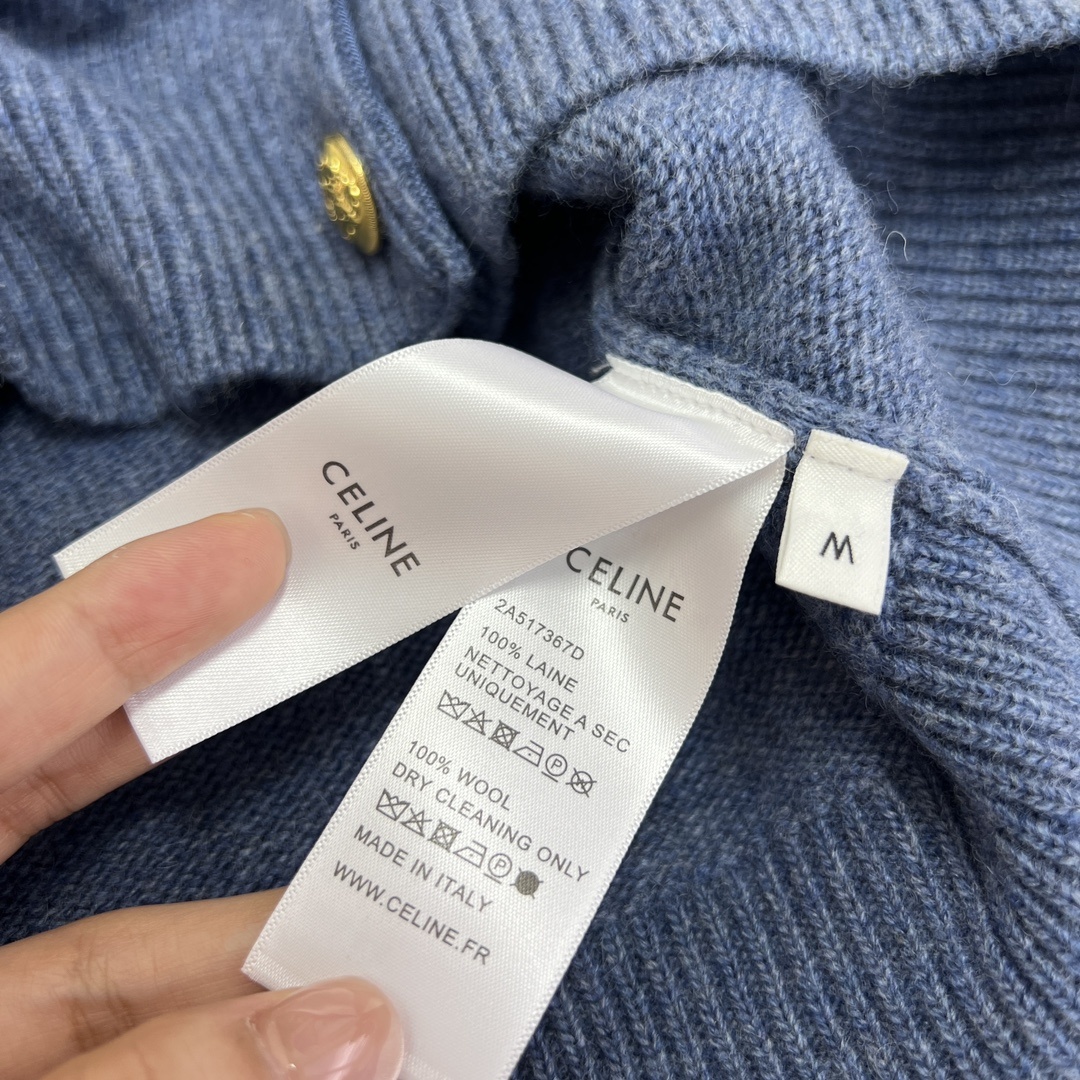 CELINE
PARIS
CELINE
PARIS
2A517367D
100% LAINE
NETTOYAGE A SEC
UNIQUEMENT
P
100% WOOL
DRY CLEANING ONLY
P
MADE IN ITALY
WWW.CELINE.FR
M